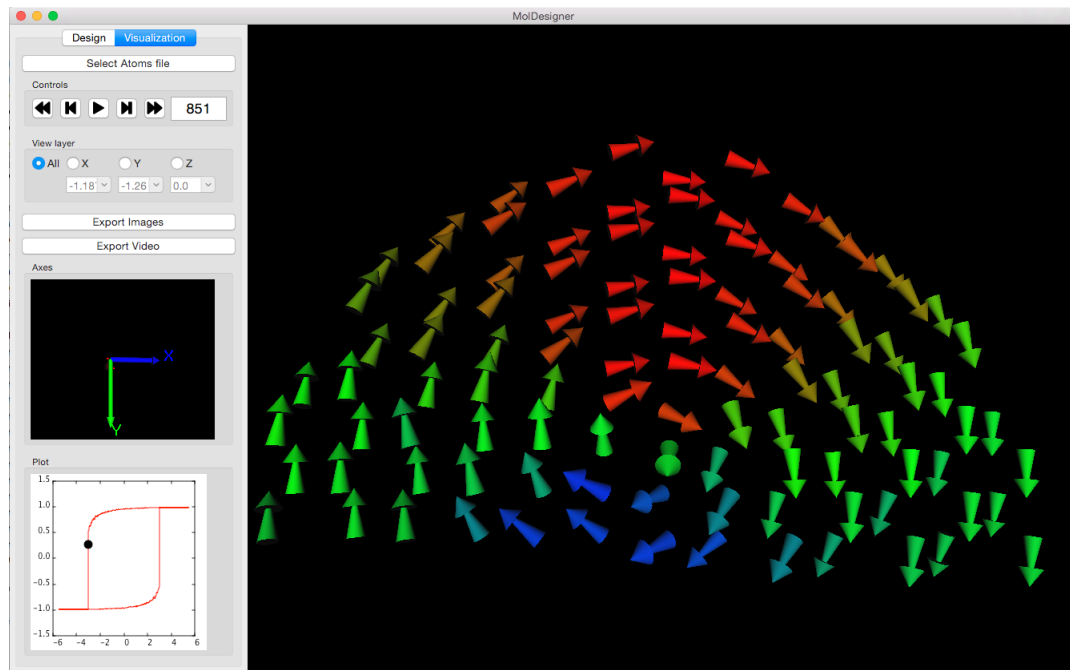 MolDesigner
Design Visualization
Select Atoms file
Controls
851
View layer
All X Y Z
-1.18 -1.26 0.0
Export Images
Export Video
Axes
X
Y
Plot
1.5
1.0
0.5
0.0
-0.5
-1.0
-1.5
-6 -4 -2 0 2 4 6